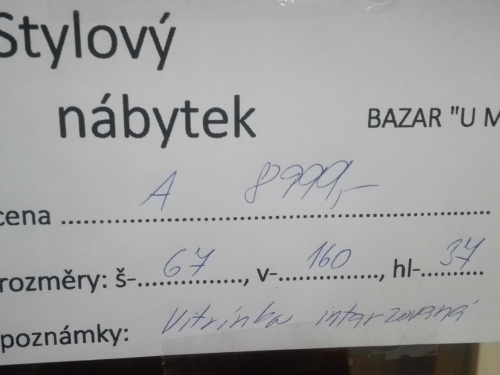 Stylový
nábytek BAZAR "U M
cena A 8999,-
rozměry: š- 67, v- 160, hl- 37
poznámky: Vitrínka intarzovaná